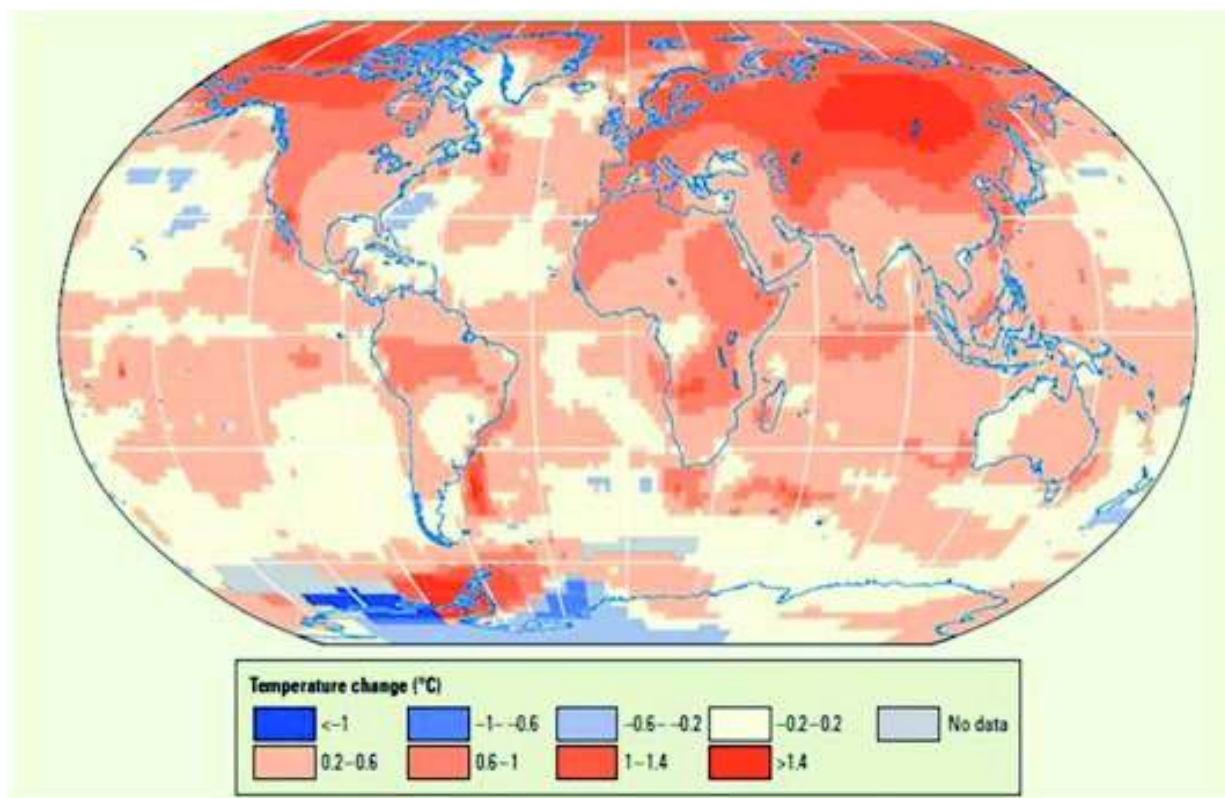 Temperature change (°C)
<–1 –1– –0.6 –0.6– –0.2 –0.2–0.2 No data
0.2–0.6 0.6–1 1–1.4 >1.4